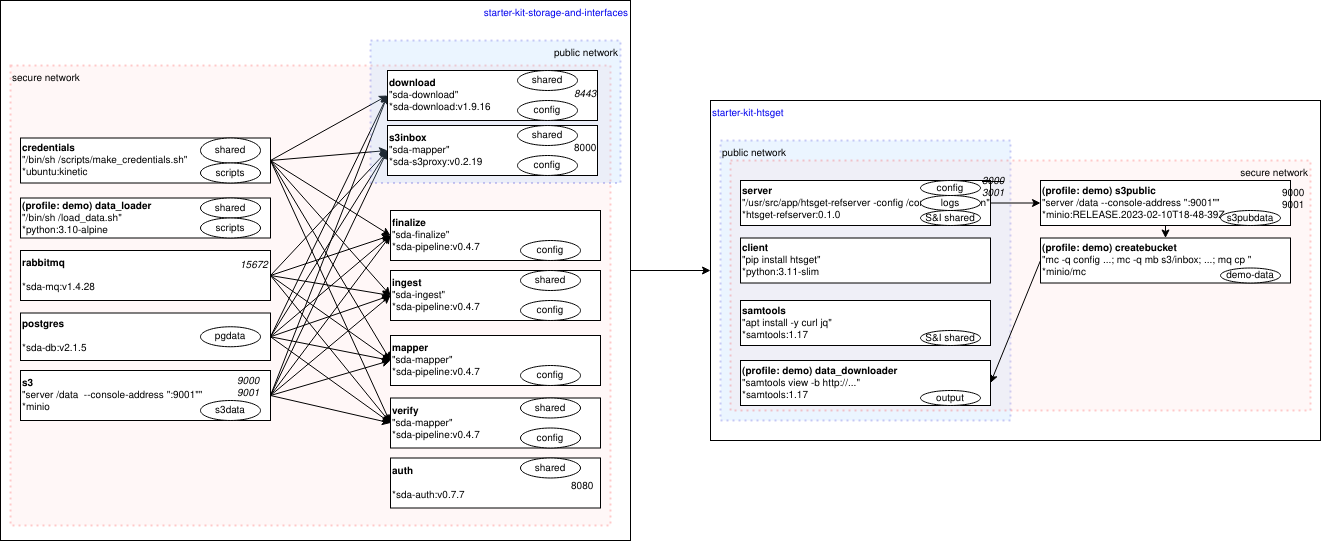 starter-kit-storage-and-interfaces
public network
secure network
download
"sda-download"
*sda-download:v1.9.16
shared
8443
config
s3inbox
"sda-mapper"
*sda-s3proxy:v0.2.19
shared
8000
config
credentials
"/bin/sh /scripts/make_credentials.sh"
*ubuntu:kinetic
shared
scripts
(profile: demo) data_loader
"/bin/sh /load_data.sh"
*python:3.10-alpine
shared
scripts
rabbitmq
15672
*sda-mq:v1.4.28
postgres
*sda-db:v2.1.5
pgdata
s3
"server /data  --console-address ":9001""
*minio
9000
9001
s3data
finalize
"sda-finalize"
*sda-pipeline:v0.4.7
config
ingest
"sda-ingest"
*sda-pipeline:v0.4.7
shared
config
mapper
"sda-mapper"
*sda-pipeline:v0.4.7
config
verify
"sda-mapper"
*sda-pipeline:v0.4.7
shared
config
auth
*sda-auth:v0.7.7
shared
8080
starter-kit-htsget
public network
secure network
server
"/usr/src/app/htsget-refserver -config /con
*htsget-refserver:0.1.0
config
logs
S&I shared
3000
3001
client
"pip install htsget"
*python:3.11-slim
samtools
"apt install -y curl jq"
*samtools:1.17
S&I shared
(profile: demo) data_downloader
"samtools view -b http://..."
*samtools:1.17
output
(profile: demo) s3public
"server /data --console-address ":9001""
*minio:RELEASE.2023-02-10T18-48-39Z
9000
9001
s3pubdata
(profile: demo) createbucket
"mc -q config ...; mc -q mb s3/inbox; ...; mq cp "
*minio/mc
demo-data